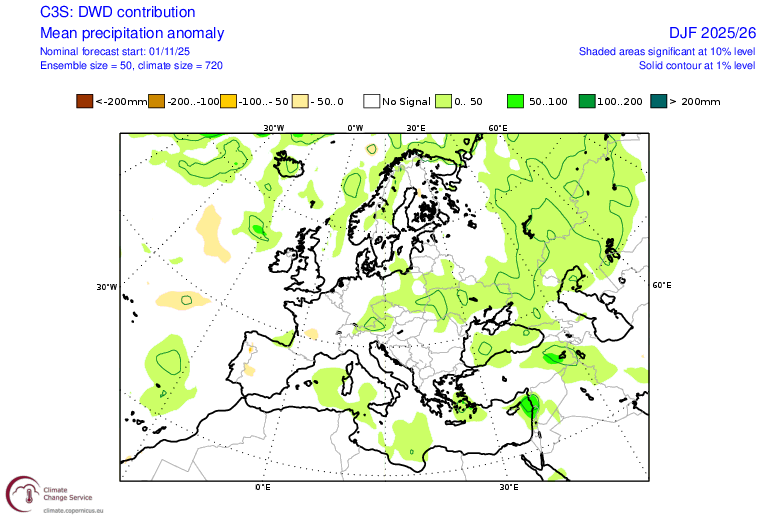 C3S: DWD contribution
Mean precipitation anomaly
DJF 2025/26
Nominal forecast start: 01/11/25
Shaded areas significant at 10% level
Ensemble size = 50, climate size = 720
Solid contour at 1% level
<-200mm -200..-100 -100..- 50 - 50..0 No Signal 0.. 50 50..100 100..200 > 200mm
30°W 0°W 30°E 60°E
30°W
60°E
0°E 30°E
Climate
Change Service
climate.copernicus.eu